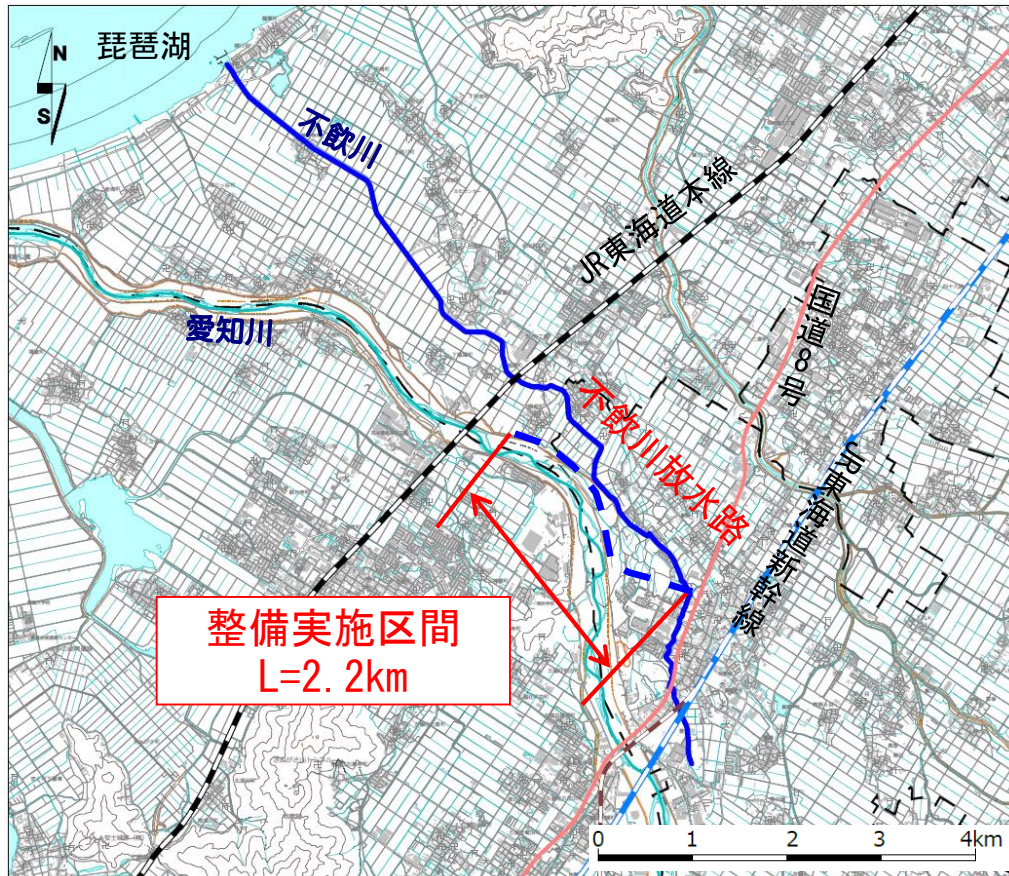 琵琶湖
N
S
不飲川
JR東海道本線
愛知川
国道8号
不飲川放水路
JR東海道新幹線
整備実施区間
L=2.2km
0 1 2 3 4km